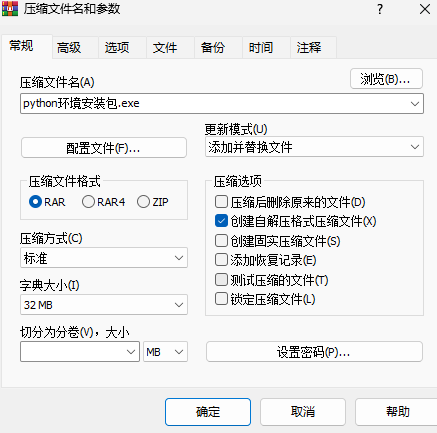 压缩文件名和参数
? ×
常规 高级 选项 文件 备份 时间 注释
压缩文件名(A)
浏览(B)...
python环境安装包.exe
更新模式(U)
配置文件(F)...
添加并替换文件
压缩文件格式
RAR RAR4 ZIP
压缩选项
压缩后删除原来的文件(D)
创建自解压格式压缩文件(X)
创建固实压缩文件(S)
添加恢复记录(E)
测试压缩的文件(T)
锁定压缩文件(L)
压缩方式(C)
标准
字典大小(I)
32 MB
切分为分卷(V)，大小
MB
设置密码(P)...
确定 取消 帮助